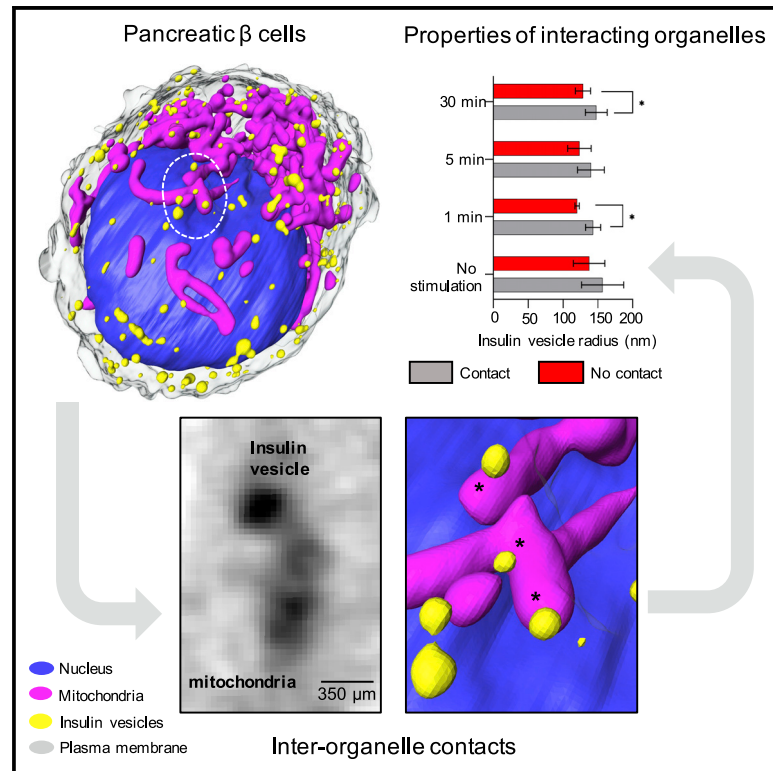 Pancreatic β cells
Properties of interacting organelles
30 min
*
5 min
1 min
*
No
stimulation
0 50 100 150 200
Insulin vesicle radius (nm)
Contact
No contact
Insulin
vesicle
mitochondria
350 µm
*
*
*
Nucleus
Mitochondria
Insulin vesicles
Plasma membrane
Inter-organelle contacts